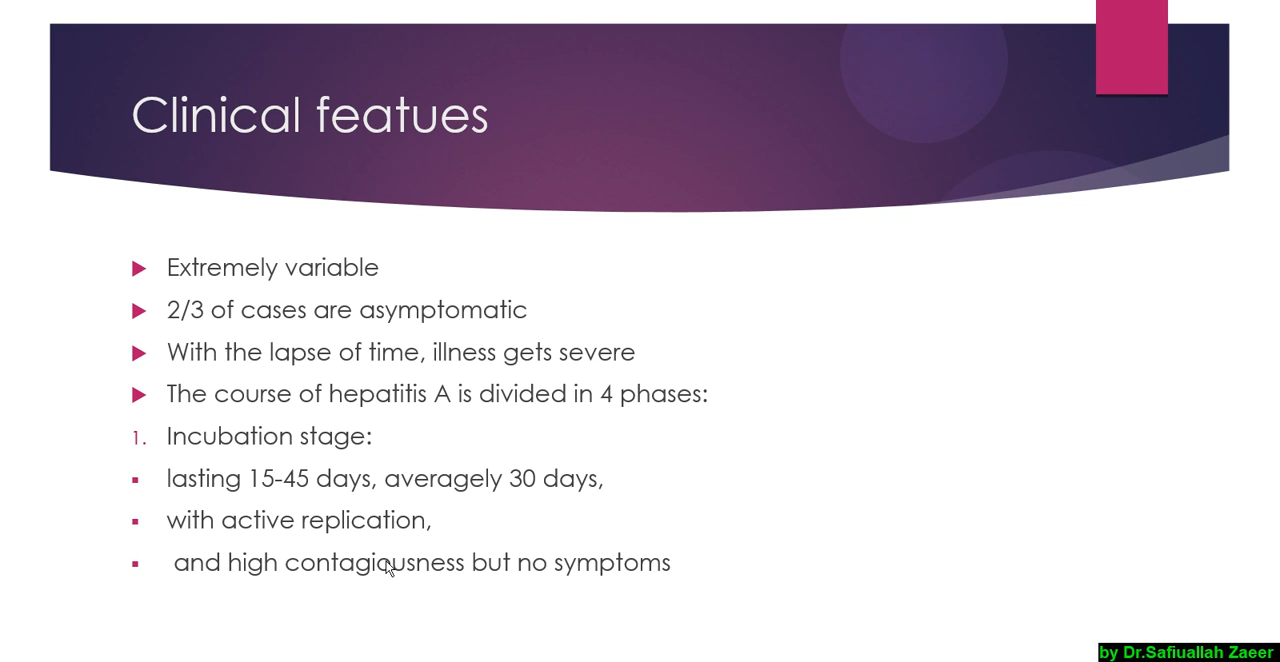 Clinical featues
Extremely variable
2/3 of cases are asymptomatic
With the lapse of time, illness gets severe
The course of hepatitis A is divided in 4 phases:
1. Incubation stage:
lasting 15-45 days, averagely 30 days,
with active replication,
and high contagiousness but no symptoms
by Dr.Safiuallah Zaeer